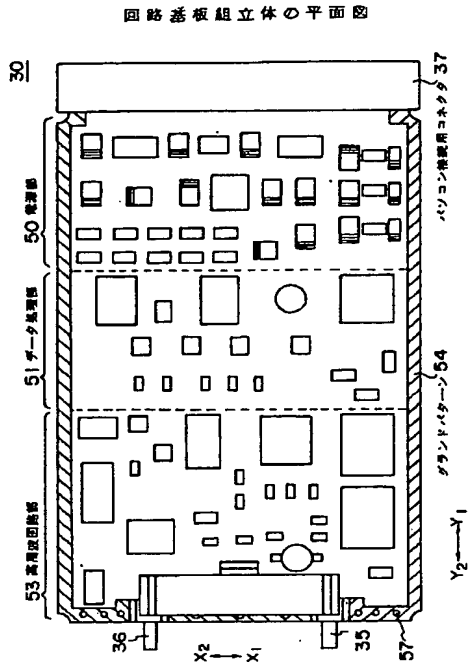 回路基板組立体の平面図
30
53 高周波回路部
51 データ処理部
50 電源部
37
パソコン接続用コネクタ
36
35
X2
X1
57
54
グランドパターン
Y2
Y1